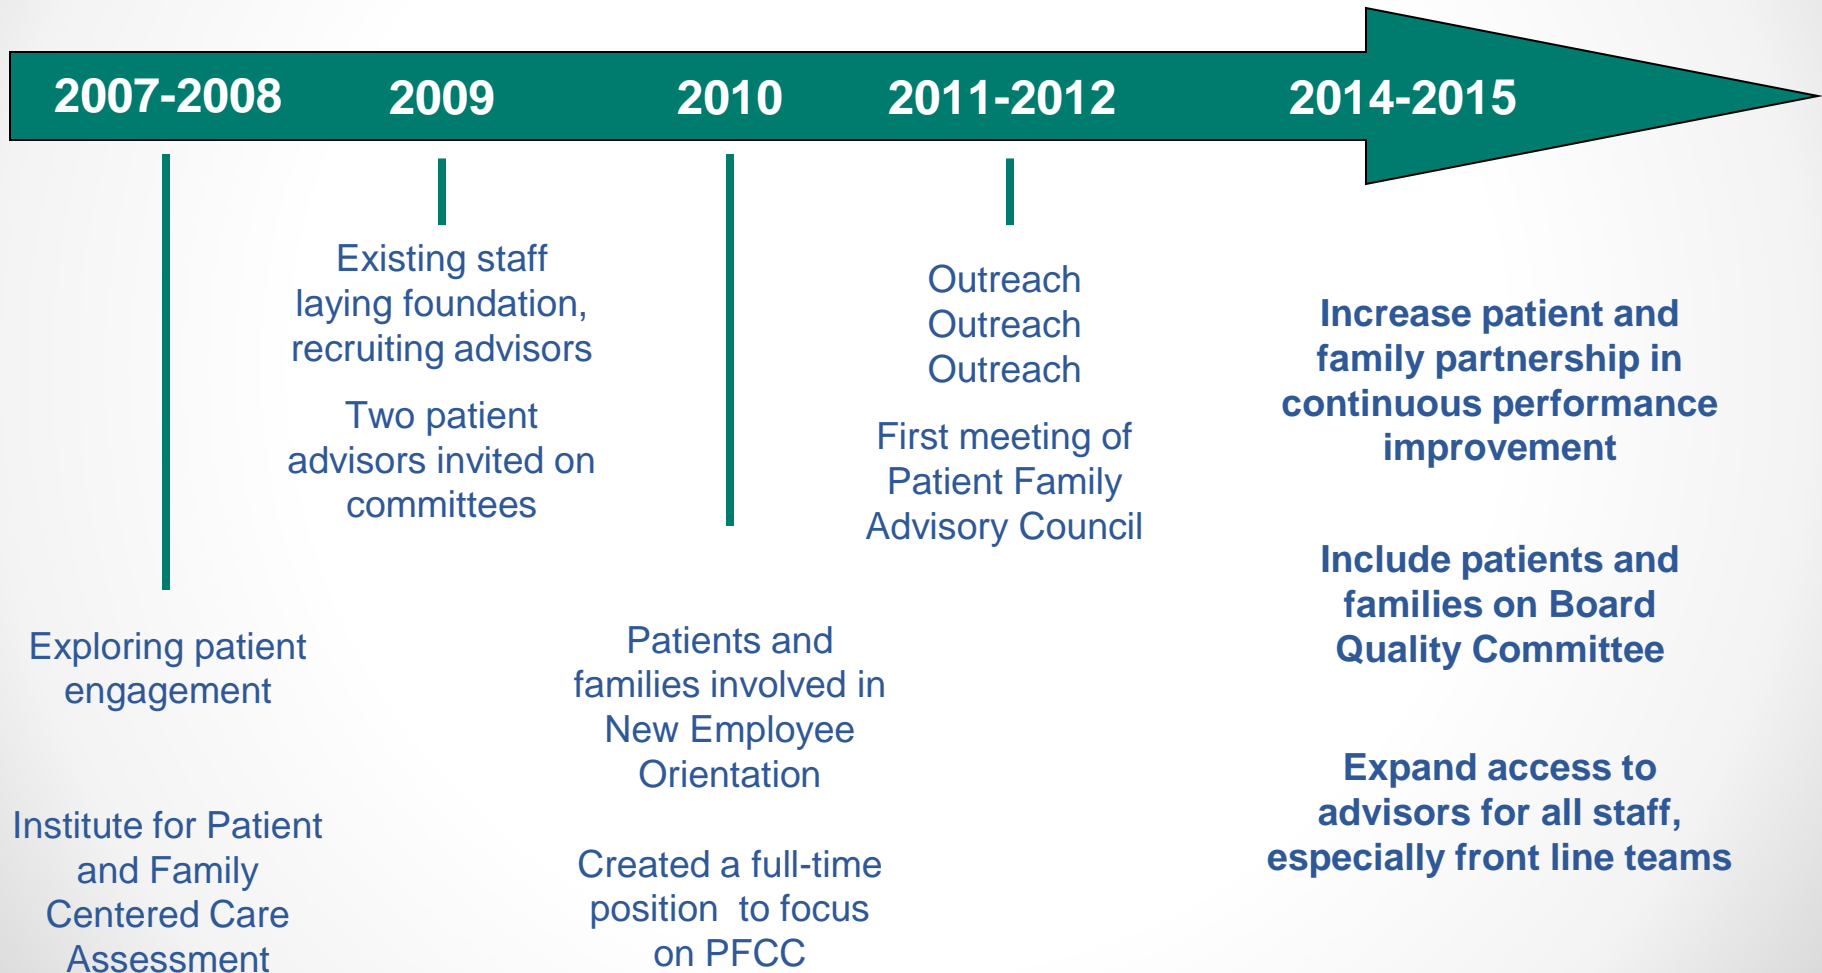 2007-2008
2009
2010
2011-2012
2014-2015
Exploring patient
engagement
Institute for Patient
and Family
Centered Care
Assessment
Existing staff
laying foundation,
recruiting advisors
Two patient
advisors invited on
committees
Patients and
families involved in
New Employee
Orientation
Created a full-time
position to focus
on PFCC
Outreach
Outreach
Outreach
First meeting of
Patient Family
Advisory Council
Increase patient and
family partnership in
continuous performance
improvement
Include patients and
families on Board
Quality Committee
Expand access to
advisors for all staff,
especially front line teams